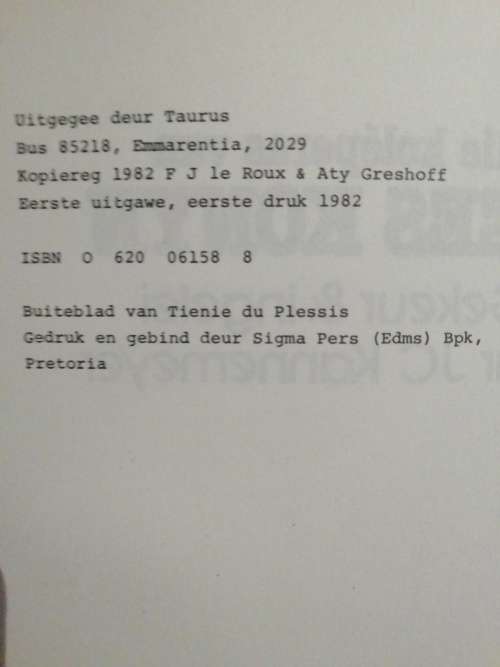 Uitgegee deur Taurus
Bus 85218, Emmarentia, 2029
Kopiereg 1982 F J le Roux & Aty Greshoff
Eerste uitgawe, eerste druk 1982
ISBN O 620 06158 8
Buiteblad van Tienie du Plessis
Gedruk en gebind deur Sigma Pers (Edms) Bpk,
Pretoria